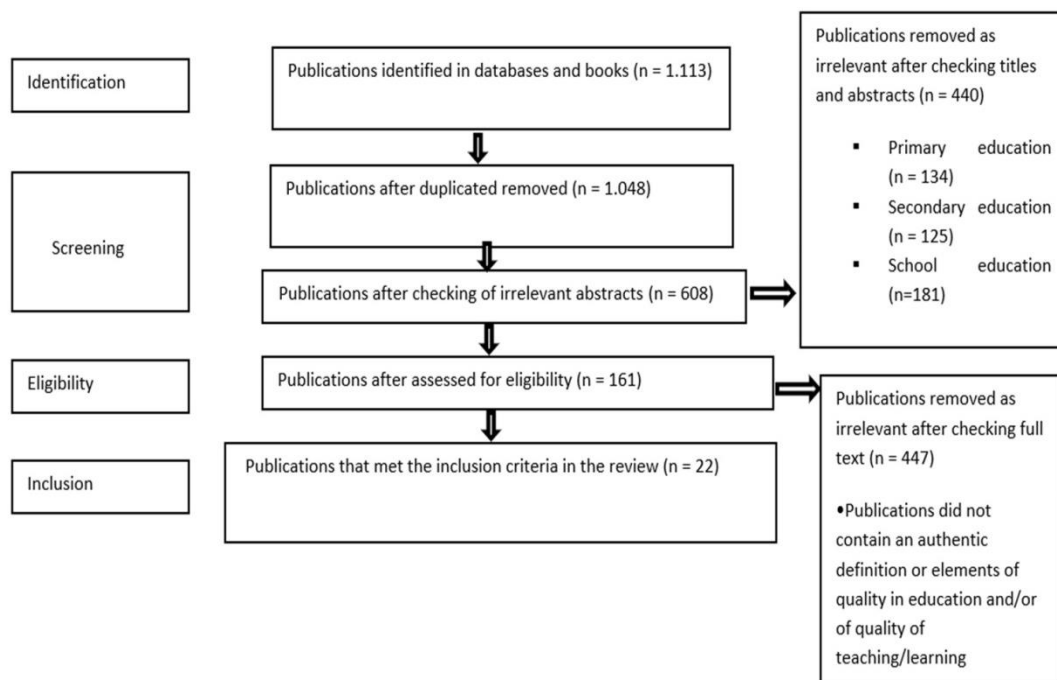 Identification
Publications identified in databases and books (n = 1.113)
Publications removed as
irrelevant after checking titles
and abstracts (n = 440)
▪ Primary education
(n = 134)
▪ Secondary education
(n = 125)
▪ School education
(n=181)
Screening
Publications after duplicated removed (n = 1.048)
Publications after checking of irrelevant abstracts (n = 608)
Eligibility
Publications after assessed for eligibility (n = 161)
Publications removed as
irrelevant after checking full
text (n = 447)
•Publications did not
contain an authentic
definition or elements of
quality in education and/or
of quality of
teaching/learning
Inclusion
Publications that met the inclusion criteria in the review (n = 22)